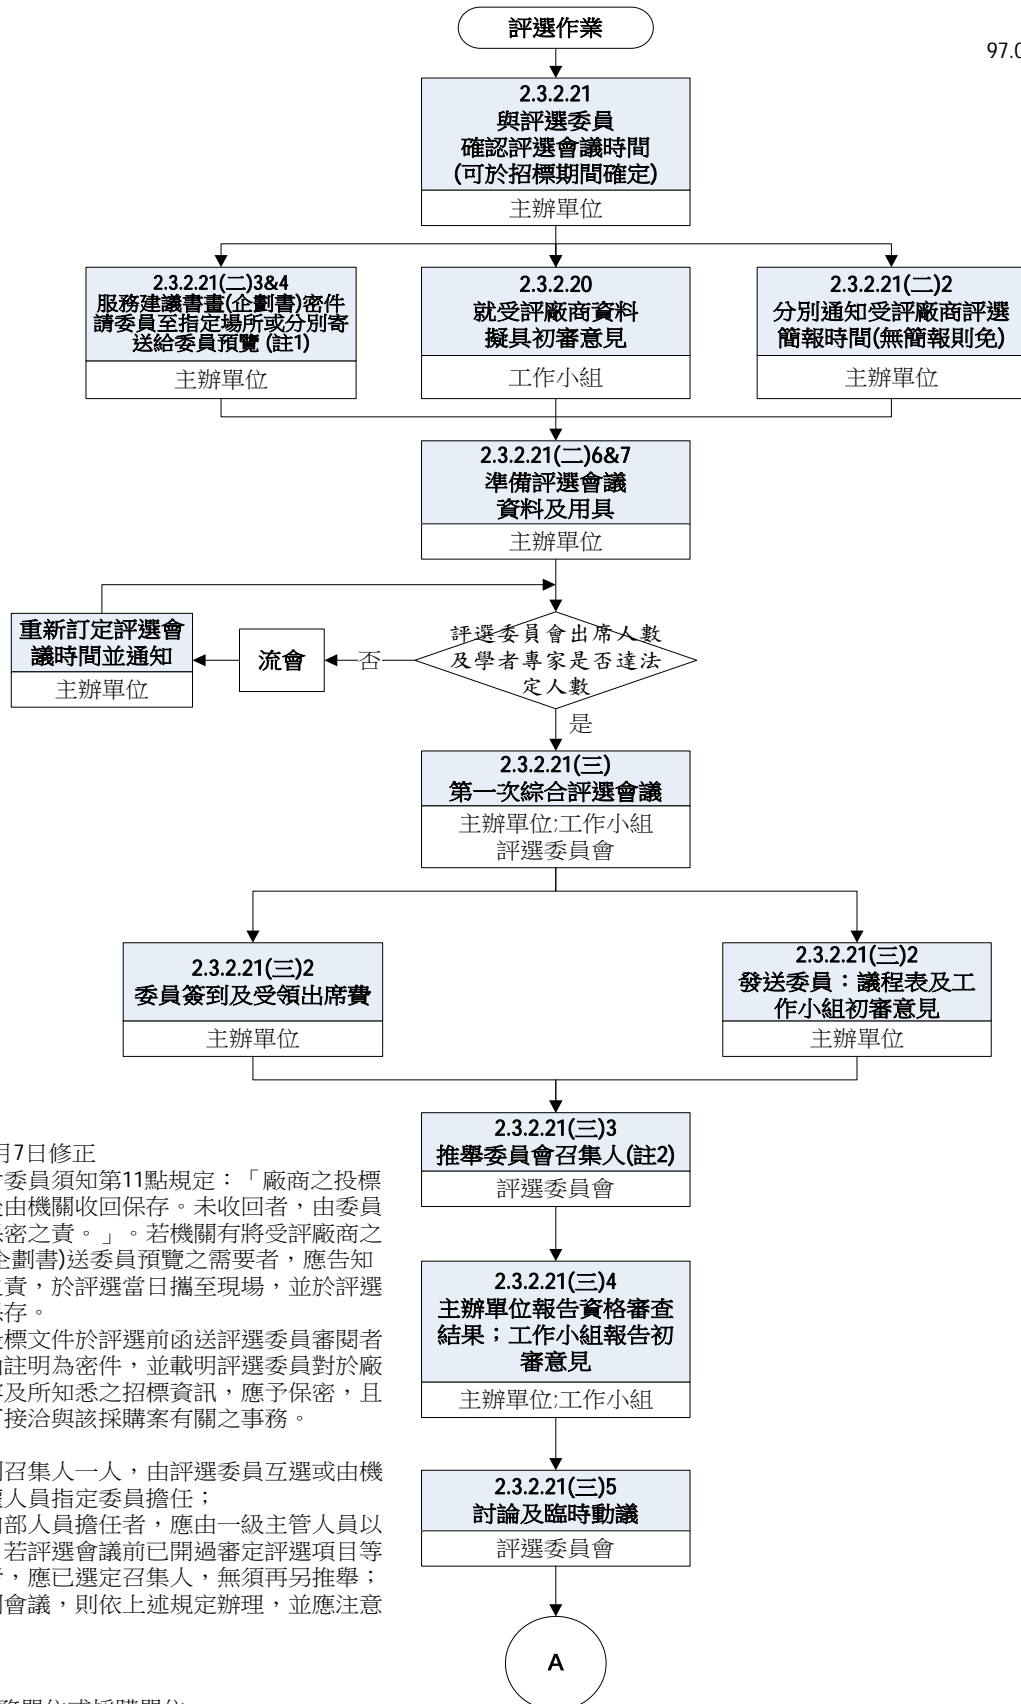 評選作業
97.0
2.3.2.21
與評選委員
確認評選會議時間
(可於招標期間確定)
主辦單位
2.3.2.21(二)3&4
服務建議書畫(企劃書)密件
請委員至指定場所或分別寄
送給委員預覽 (註1)
主辦單位
2.3.2.20
就受評廠商資料
擬具初審意見
工作小組
2.3.2.21(二)2
分別通知受評廠商評選
簡報時間(無簡報則免)
主辦單位
2.3.2.21(二)6&7
準備評選會議
資料及用具
主辦單位
重新訂定評選會
議時間並通知
主辦單位
流會
否
評選委員會出席人數
及學者專家是否達法
定人數
是
2.3.2.21(三)
第一次綜合評選會議
主辦單位;工作小組
評選委員會
2.3.2.21(三)2
委員簽到及受領出席費
主辦單位
2.3.2.21(三)2
發送委員：議程表及工
作小組初審意見
主辦單位
2.3.2.21(三)3
推舉委員會召集人(註2)
評選委員會
2.3.2.21(三)4
主辦單位報告資格審查
結果；工作小組報告初
審意見
主辦單位;工作小組
2.3.2.21(三)5
討論及臨時動議
評選委員會
A
月7日修正
委員須知第11點規定：「廠商之投標
由機關收回保存。未收回者，由委員
保密之責。」。若機關有將受評廠商之
企劃書)送委員預覽之需要者，應告知
之責，於評選當日攜至現場，並於評選
保存。
投標文件於評選前函送評選委員審閱者
註明為密件，並載明評選委員對於廠
及所知悉之招標資訊，應予保密，且
接洽與該採購案有關之事務。
召集人一人，由評選委員互選或由機
人員指定委員擔任；
內部人員擔任者，應由一級主管人員以
若評選會議前已開過審定評選項目等
，應已選定召集人，無須再另推舉；
開會議，則依上述規定辦理，並應注意
務單位或採購單位